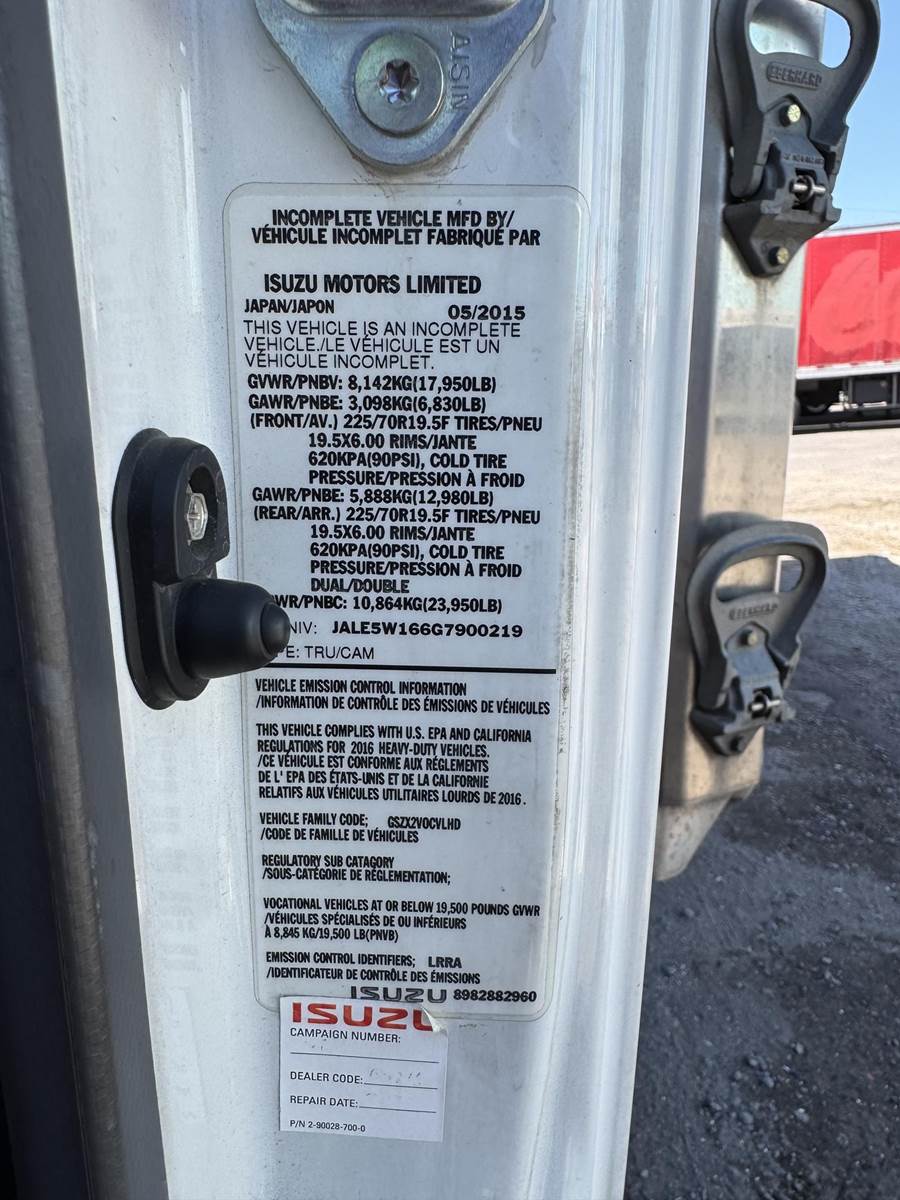 AISIN
EBERHARD
INCOMPLETE VEHICLE MFD BY/
VÉHICULE INCOMPLET FABRIQUÉ PAR
ISUZU MOTORS LIMITED
JAPAN/JAPON 05/2015
THIS VEHICLE IS AN INCOMPLETE
VEHICLE./LE VÉHICULE EST UN
VÉHICULE INCOMPLET.
GVWR/PNBV: 8,142KG(17,950LB)
GAWR/PNBE: 3,098KG(6,830LB)
(FRONT/AV.) 225/70R19.5F TIRES/PNEU
19.5X6.00 RIMS/JANTE
620KPA(90PSI), COLD TIRE
PRESSURE/PRESSION À FROID
GAWR/PNBE: 5,888KG(12,980LB)
(REAR/ARR.) 225/70R19.5F TIRES/PNEU
19.5X6.00 RIMS/JANTE
620KPA(90PSI), COLD TIRE
PRESSURE/PRESSION À FROID
DUAL/DOUBLE
WR/PNBC: 10,864KG(23,950LB)
NIV: JALE5W166G7900219
E: TRU/CAM
VEHICLE EMISSION CONTROL INFORMATION
/INFORMATION DE CONTRÔLE DES ÉMISSIONS DE VÉHICULES
THIS VEHICLE COMPLIES WITH U.S. EPA AND CALIFORNIA
REGULATIONS FOR 2016 HEAVY-DUTY VEHICLES.
/CE VÉHICULE EST CONFORME AUX RÉGLEMENTS
DE L' EPA DES ÉTATS-UNIS ET DE LA CALIFORNIE
RELATIFS AUX VÉHICULES UTILITAIRES LOURDS DE 2016.
VEHICLE FAMILY CODE; GSZX2VOCVLHD
/CODE DE FAMILLE DE VÉHICULES
REGULATORY SUB CATAGORY
/SOUS-CATÉGORIE DE RÉGLEMENTATION;
VOCATIONAL VEHICLES AT OR BELOW 19,500 POUNDS GVWR
/VÉHICULES SPÉCIALISÉS DE OU INFÉRIEURS
À 8,845 KG/19,500 LB(PNVB)
EMISSION CONTROL IDENTIFIERS; LRRA
/IDENTIFICATEUR DE CONTRÔLE DES ÉMISSIONS
ISUZU 8982882960
ISUZU
CAMPAIGN NUMBER:
DEALER CODE:
REPAIR DATE:
P/N 2-90028-700-0
EBERHARD